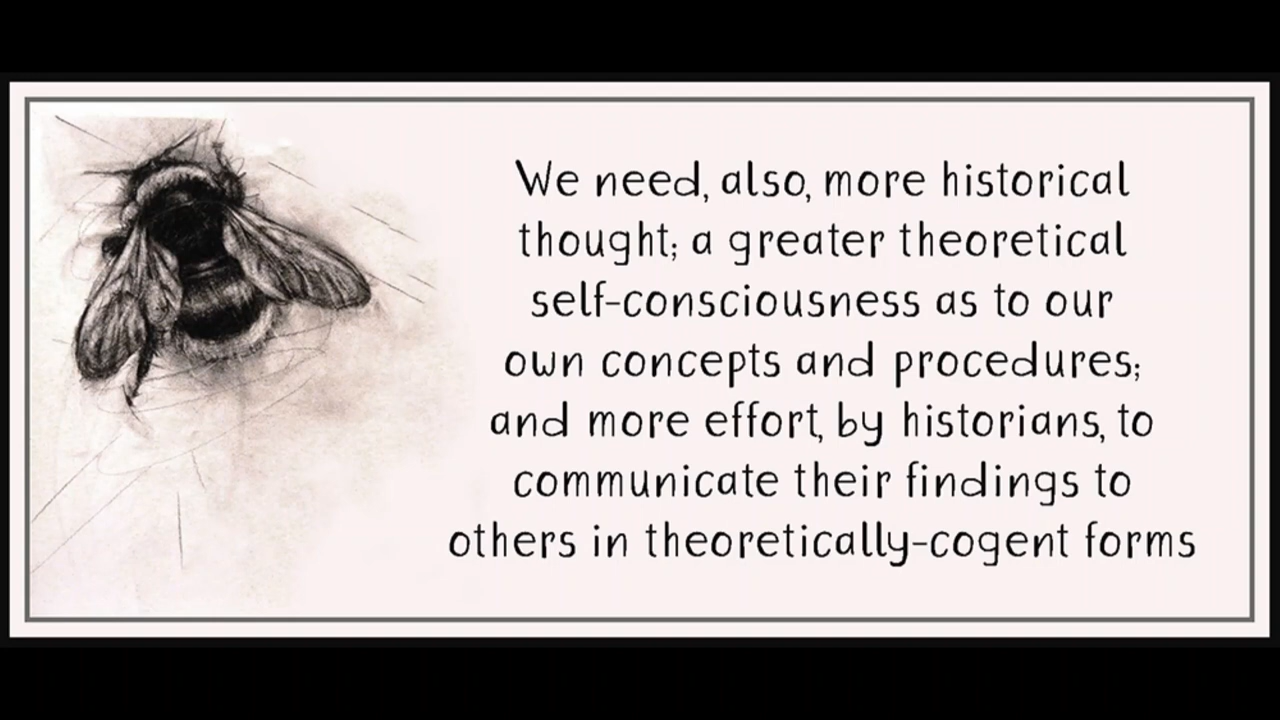 We need, also, more historical
thought; a greater theoretical
self-consciousness as to our
own concepts and procedures;
and more effort, by historians, to
communicate their findings to
others in theoretically-cogent forms